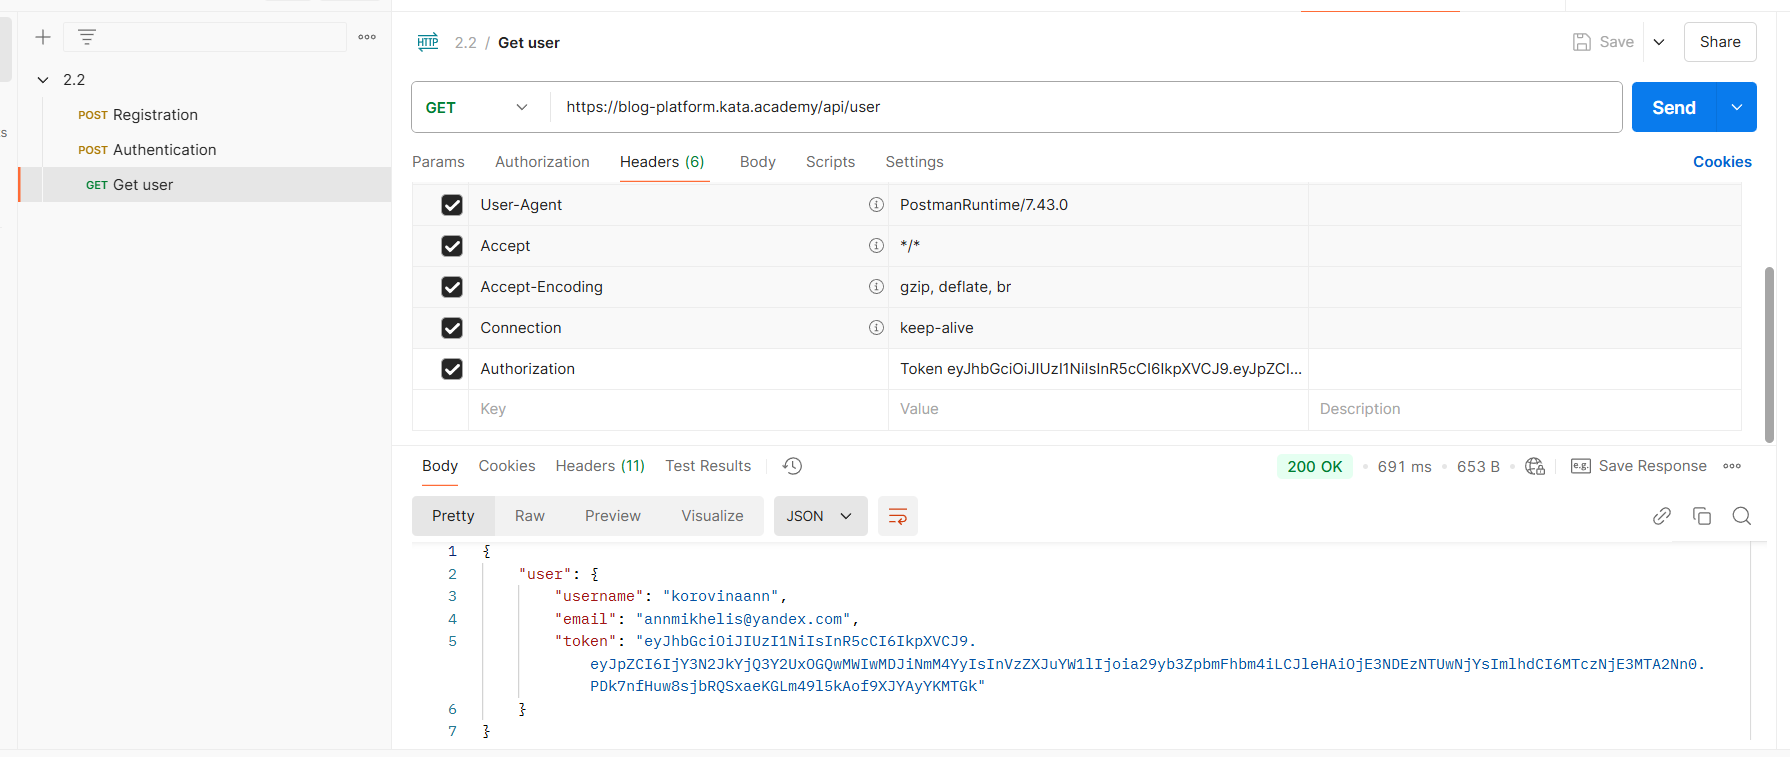 2.2 / Get user
Save
Share
2.2
POST Registration
POST Authentication
GET Get user
s
GET
https://blog-platform.kata.academy/api/user
Send
Params Authorization Headers (6) Body Scripts Settings Cookies
User-Agent PostmanRuntime/7.43.0
Accept */*
Accept-Encoding gzip, deflate, br
Connection keep-alive
Authorization Token eyJhbGciOiJIUzI1NiIsInR5cCI6IkpXVCJ9.eyJpZCI...
Key Value Description
Body Cookies Headers (11) Test Results 200 OK • 691 ms • 653 B • e.g. Save Response
Pretty Raw Preview Visualize JSON
1 {
2 "user": {
3 "username": "korovinaann",
4 "email": "annmikhelis@yandex.com",
5 "token": "eyJhbGciOiJIUzI1NiIsInR5cCI6IkpXVCJ9.
eyJpZCI6IjY3N2JkYjQ3Y2UxOGQwMWIwMDJiNmM4YyIsInVzZXJuYW1lIjoia29yb3ZpbmFhbm4iLCJleHAiOjE3NDEzNTUwNjYsImlhdCI6MTczNjE3MTA2Nn0.
PDk7nfHuw8sjbRQSxaeKGLm49l5kAof9XJYAyYKMTGk"
6 }
7 }